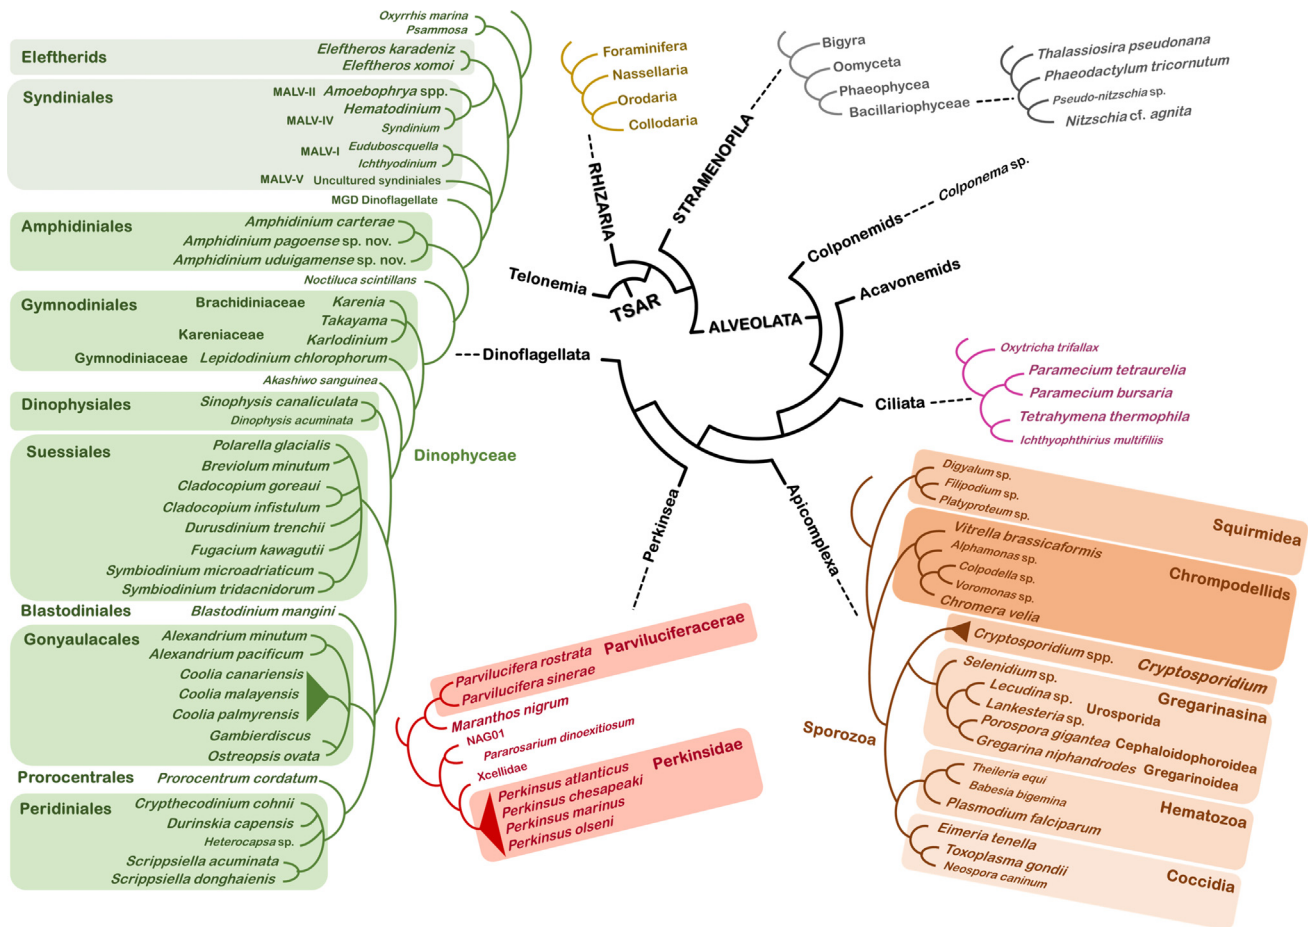 Oxyrrhis marina
Psammosa
Eleftherids
Eleftheros karadeniz
Eleftheros xomoi
Syndiniales
MALV-II Amoebophrya spp.
Hematodinium
MALV-IV
Syndinium
MALV-I
Euduboscquella
Ichthyodinium
MALV-V Uncultured syndiniales
MGD Dinoflagellate
Amphidiniales
Amphidinium carterae
Amphidinium pagoense sp. nov.
Amphidinium uduigamense sp. nov.
Noctiluca scintillans
Gymnodiniales
Brachidiniaceae Karenia
Takayama
Kareniaceae
Karlodinium
Gymnodiniaceae Lepidodinium chlorophorum
Akashiwo sanguinea
Dinophysiales
Sinophysis canaliculata
Dinophysis acuminata
Suessiales
Polarella glacialis
Breviolum minutum
Cladocopium goreaui
Cladocopium infistulum
Durusdinium trenchii
Fugacium kawagutii
Symbiodinium microadriaticum
Symbiodinium tridacnidorum
Dinophyceae
Blastodiniales Blastodinium mangini
Gonyaulacales
Alexandrium minutum
Alexandrium pacificum
Coolia canariensis
Coolia malayensis
Coolia palmyrensis
Gambierdiscus
Ostreopsis ovata
Prorocentrales Prorocentrum cordatum
Peridiniales
Crypthecodinium cohnii
Durinskia capensis
Heterocapsa sp.
Scrippsiella acuminata
Scrippsiella donghaienis
Foraminifera
Nassellaria
Orodaria
Collodaria
RHIZARIA
Bigyra
Oomyceta
Phaeophycea
Bacillariophyceae
STRAMENOPILA
Thalassiosira pseudonana
Phaeodactylum tricornutum
Pseudo-nitzschia sp.
Nitzschia cf. agnita
Telonemia
TSAR
ALVEOLATA
Colponemids
Colponema sp.
Acavonemids
Dinoflagellata
Ciliata
Oxytricha trifallax
Paramecium tetraurelia
Paramecium bursaria
Tetrahymena thermophila
Ichthyophthirius multifiliis
Perkinsea
Apicomplexa
Parvilucifera rostrata
Parvilucifera sinerae
Parviluciferacerae
Maranthos nigrum
NAG01
Pararosarium dinoexitiosum
Xcellidae
Perkinsus atlanticus
Perkinsus chesapeaki
Perkinsus marinus
Perkinsus olseni
Perkinsidae
Digyalum sp.
Filipodium sp.
Platyproteum sp.
Squirmidea
Vitrella brassicaformis
Alphamonas sp.
Colpodella sp.
Voromonas sp.
Chromera velia
Chrompodellids
Cryptosporidium spp.
Cryptosporidium
Sporozoa
Selenidium sp.
Lecudina sp.
Lankesteria sp.
Urosporida
Porospora gigantea
Cephaloidophoroidea
Gregarina niphandrodes
Gregarinoidea
Gregarinasina
Theileria equi
Babesia bigemina
Plasmodium falciparum
Hematozoa
Eimeria tenella
Toxoplasma gondii
Neospora caninum
Coccidia